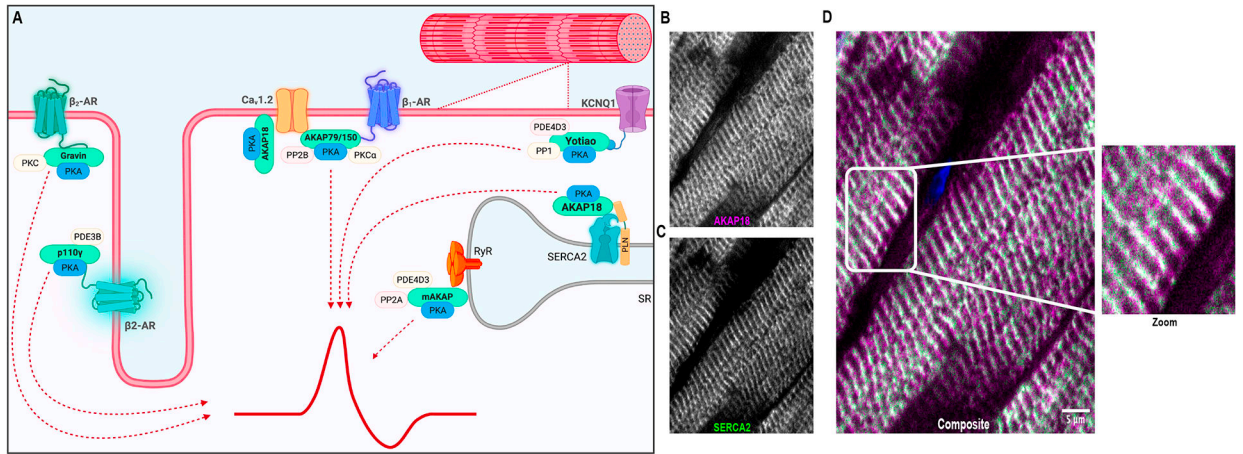 A
β₂-AR
PKC
Gravin
PKA
PDE3B
p110γ
PKA
β2-AR
Caᵥ1.2
PKA
AKAP18
β₁-AR
AKAP79/150
PP2B
PKA
PKCα
KCNQ1
PDE4D3
Yotiao
PP1
PKA
PKA
AKAP18
SERCA2
PLN
RyR
PDE4D3
PP2A
mAKAP
PKA
SR
B
AKAP18
C
SERCA2
D
Composite
5 μm
Zoom